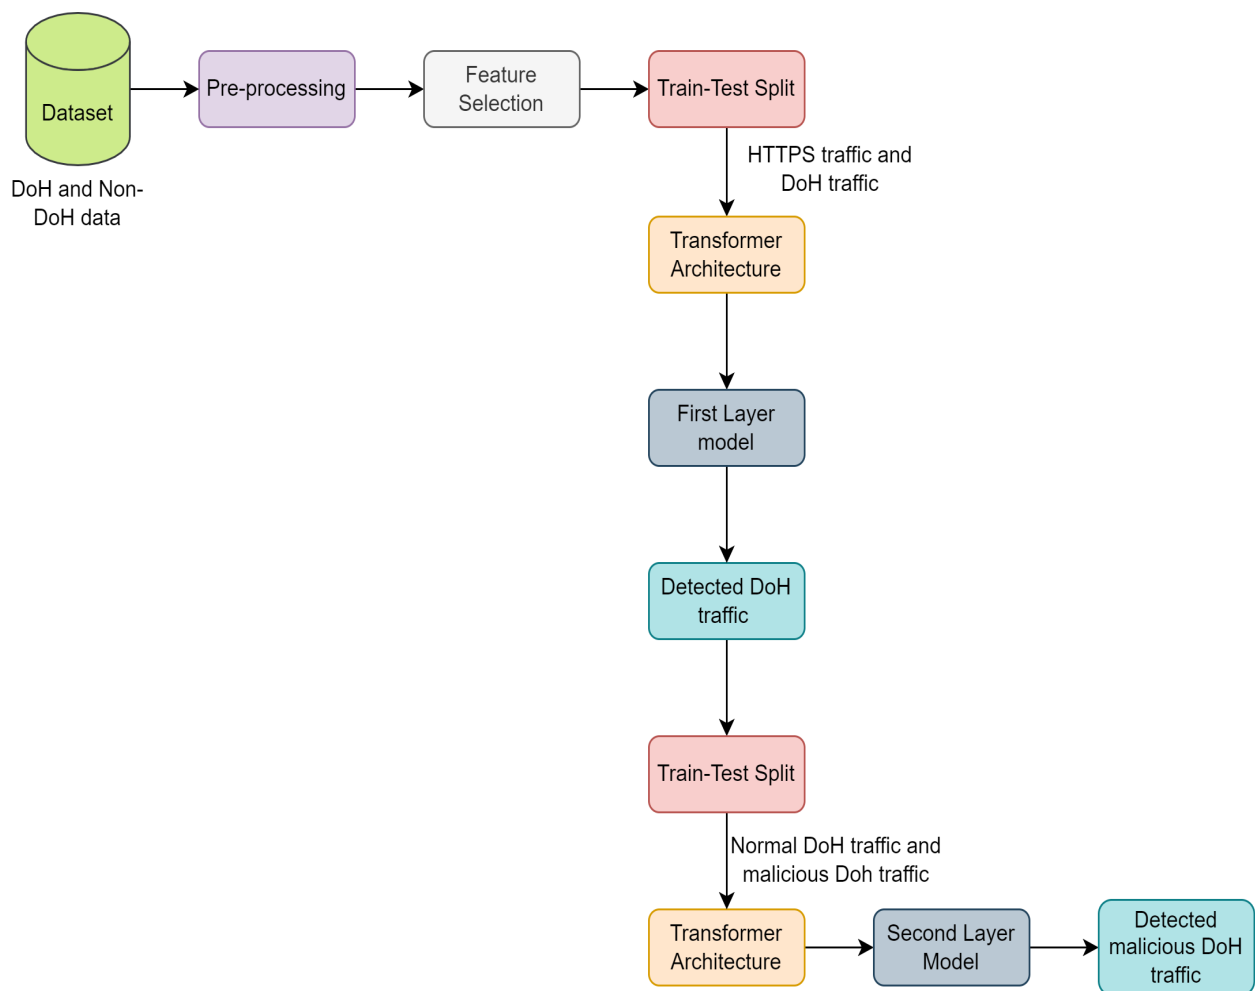 Dataset
DoH and Non-
DoH data
Pre-processing
Feature
Selection
Train-Test Split
HTTPS traffic and
DoH traffic
Transformer
Architecture
First Layer
model
Detected DoH
traffic
Train-Test Split
Normal DoH traffic and
malicious Doh traffic
Transformer
Architecture
Second Layer
Model
Detected
malicious DoH
traffic